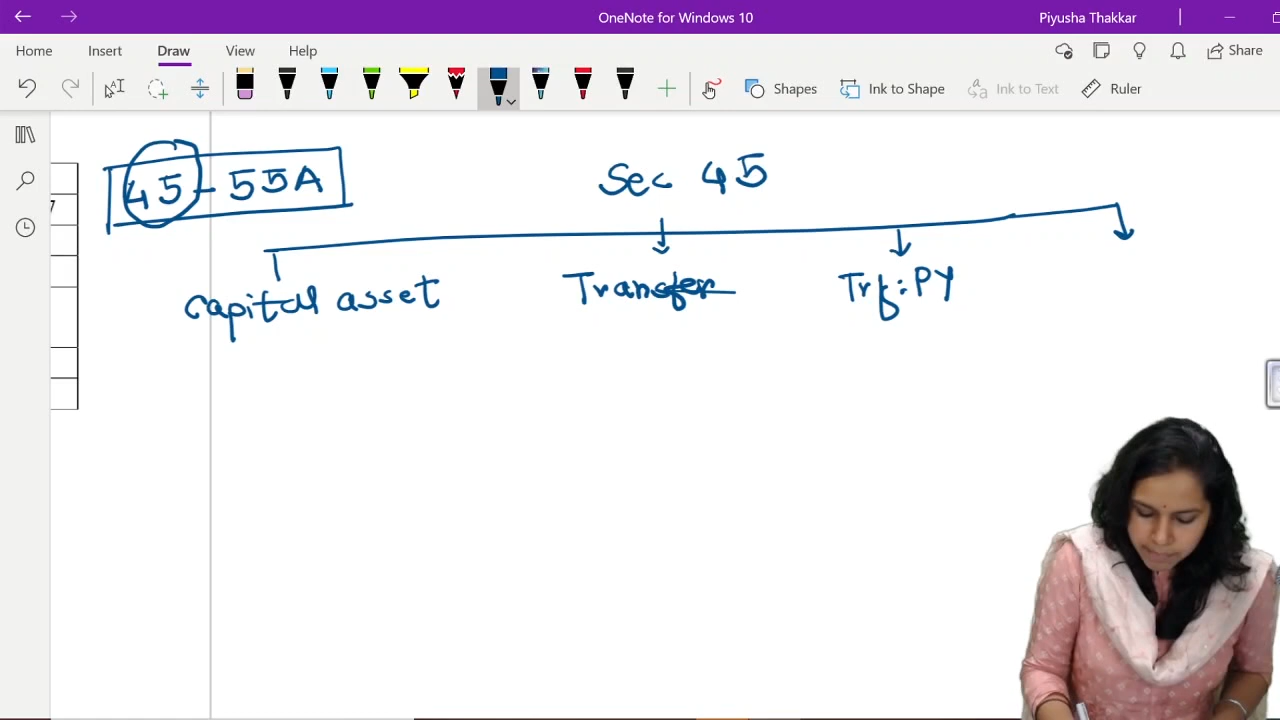 OneNote for Windows 10
Piyusha Thakkar
Home Insert Draw View Help
Share
Shapes Ink to Shape Ink to Text Ruler
45 - 55A
Sec 45
Capital asset Transfer Trf: PY
7